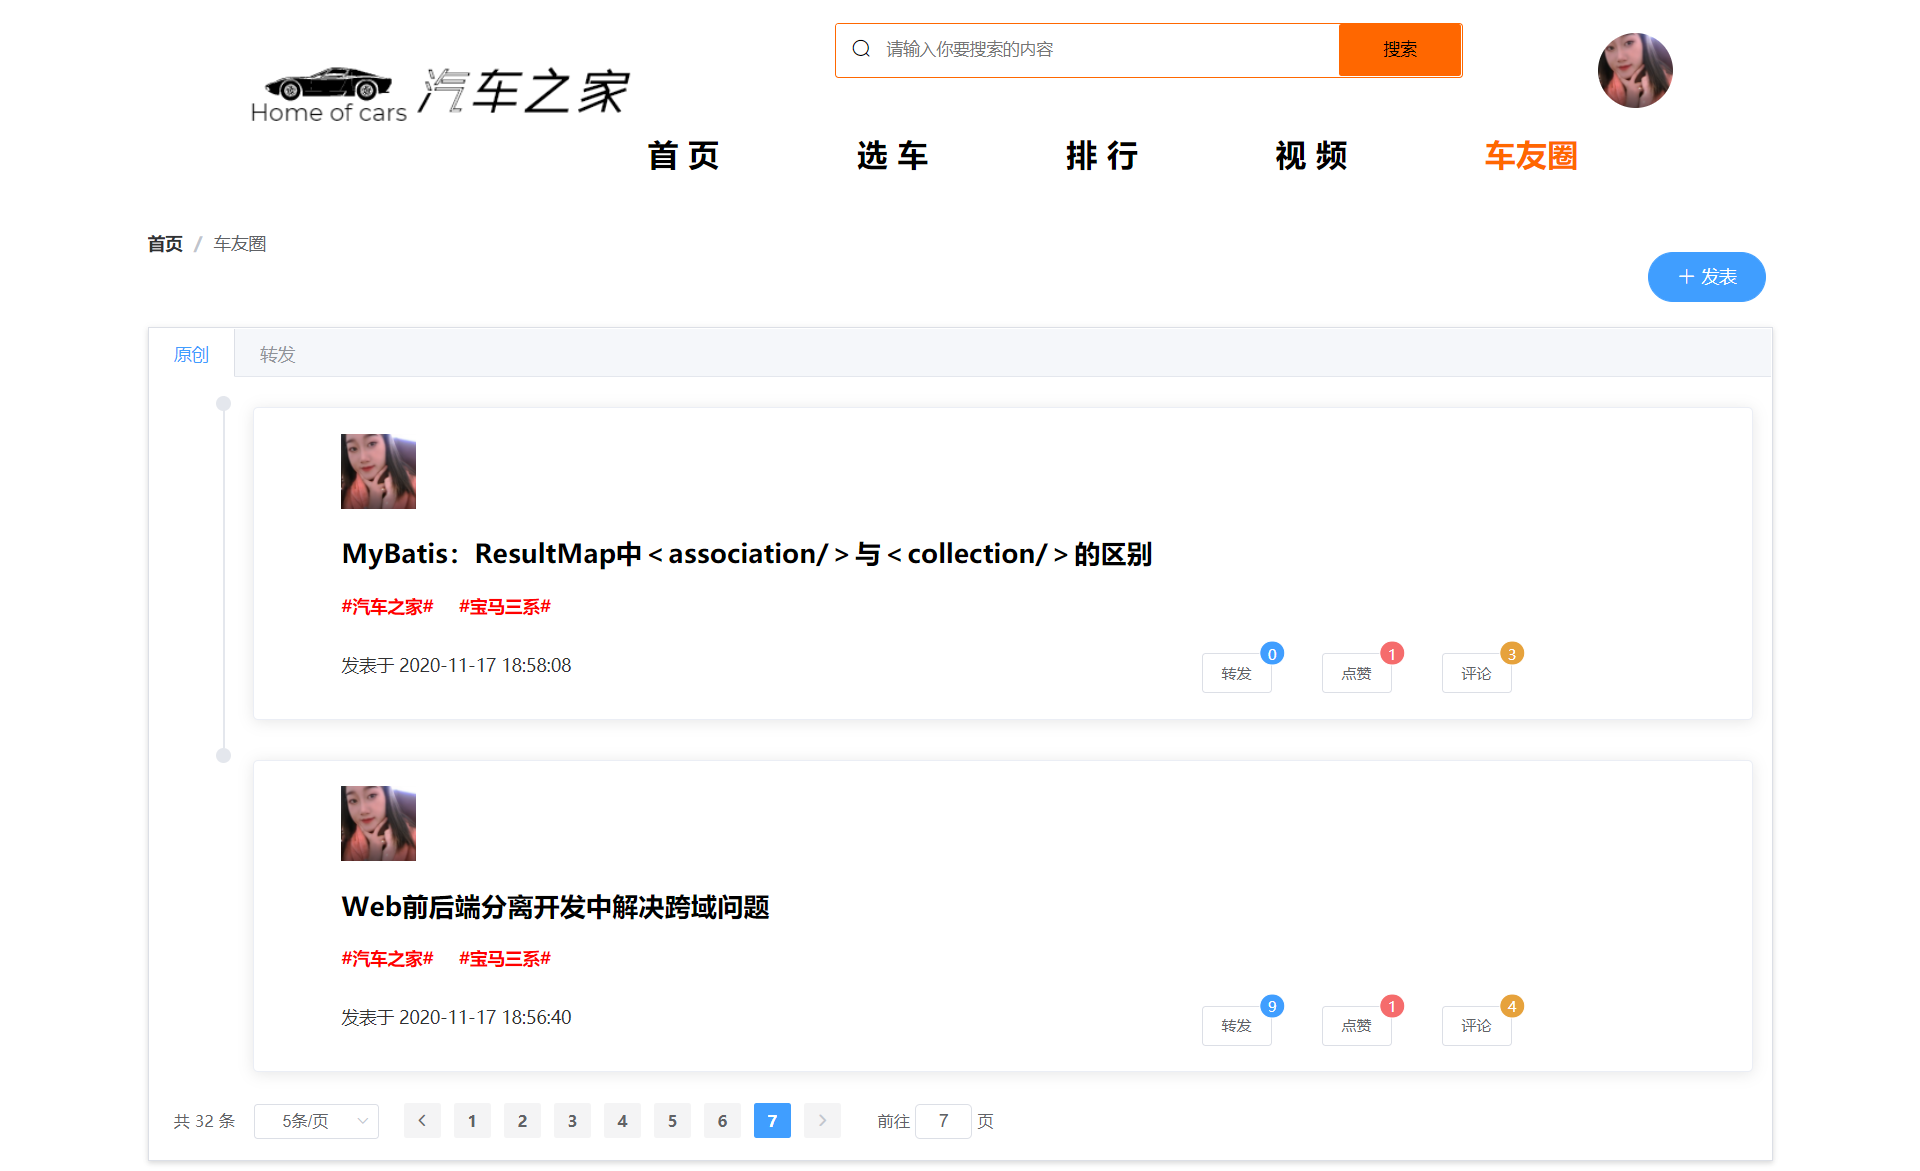 请输入你要搜索的内容 搜索
Home of cars 汽车之家
首 页 选 车 排 行 视 频 车友圈
首页 / 车友圈
+ 发表
原创 转发
MyBatis：ResultMap中＜association/＞与＜collection/＞的区别
#汽车之家# #宝马三系#
发表于 2020-11-17 18:58:08 转发 0 点赞 1 评论 3
Web前后端分离开发中解决跨域问题
#汽车之家# #宝马三系#
发表于 2020-11-17 18:56:40 转发 9 点赞 1 评论 4
共 32 条 5条/页 1 2 3 4 5 6 7 前往 7 页